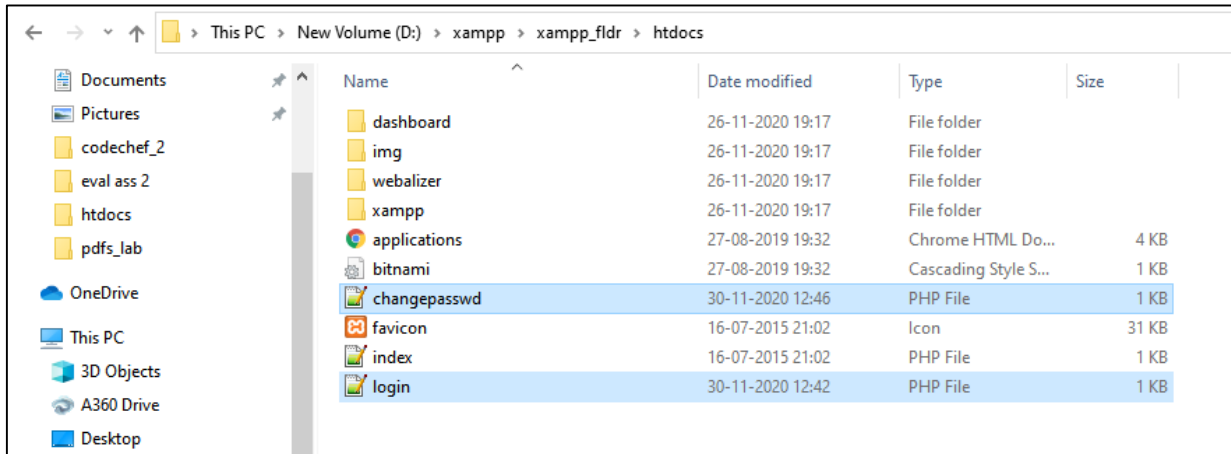 This PC > New Volume (D:) > xampp > xampp_fldr > htdocs
Documents
Pictures
codechef_2
eval ass 2
htdocs
pdfs_lab
OneDrive
This PC
3D Objects
A360 Drive
Desktop
Name Date modified Type Size
dashboard 26-11-2020 19:17 File folder
img 26-11-2020 19:17 File folder
webalizer 26-11-2020 19:17 File folder
xampp 26-11-2020 19:17 File folder
applications 27-08-2019 19:32 Chrome HTML Do... 4 KB
bitnami 27-08-2019 19:32 Cascading Style S... 1 KB
changepasswd 30-11-2020 12:46 PHP File 1 KB
favicon 16-07-2015 21:02 Icon 31 KB
index 16-07-2015 21:02 PHP File 1 KB
login 30-11-2020 12:42 PHP File 1 KB